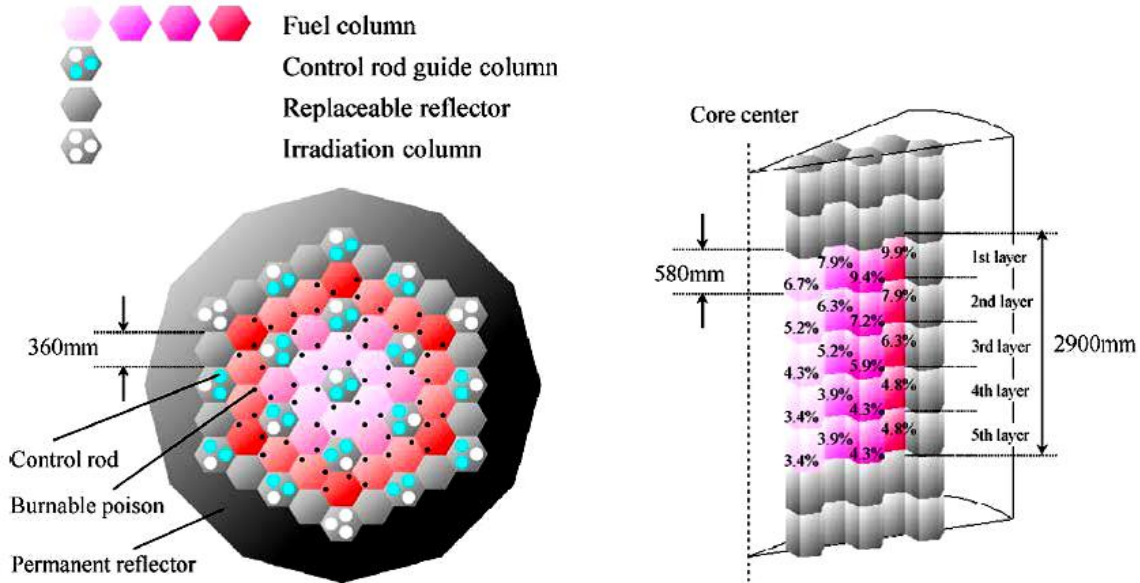 Fuel column
Control rod guide column
Replaceable reflector
Irradiation column
360mm
Control rod
Burnable poison
Permanent reflector
Core center
580mm
6.7% 7.9% 9.4% 9.9% 1st layer
5.2% 6.3% 7.2% 7.9% 2nd layer
4.3% 5.2% 5.9% 6.3% 3rd layer
3.4% 3.9% 4.3% 4.8% 4th layer
3.4% 3.9% 4.3% 4.8% 5th layer
2900mm